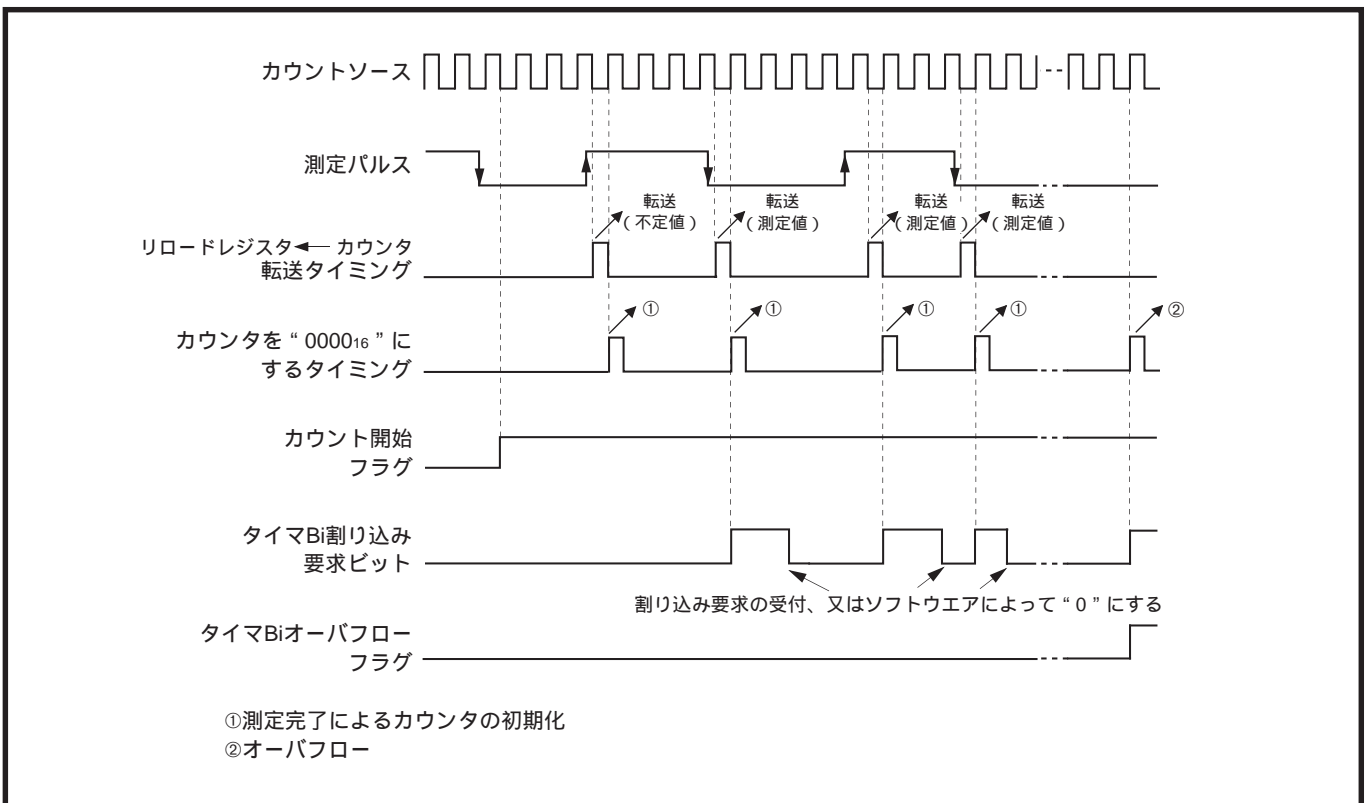 カウントソース
測定パルス
転送
(不定値)
転送
(測定値)
転送
(測定値)
転送
(測定値)
リロードレジスタ← カウンタ
転送タイミング
① ① ① ① ②
カウンタを“ 0000₁₆ ”に
するタイミング
カウント開始
フラグ
タイマBi割り込み
要求ビット
割り込み要求の受付、又はソフトウエアによって“ 0 ”にする
タイマBiオーバフロー
フラグ
①測定完了によるカウンタの初期化
②オーバフロー